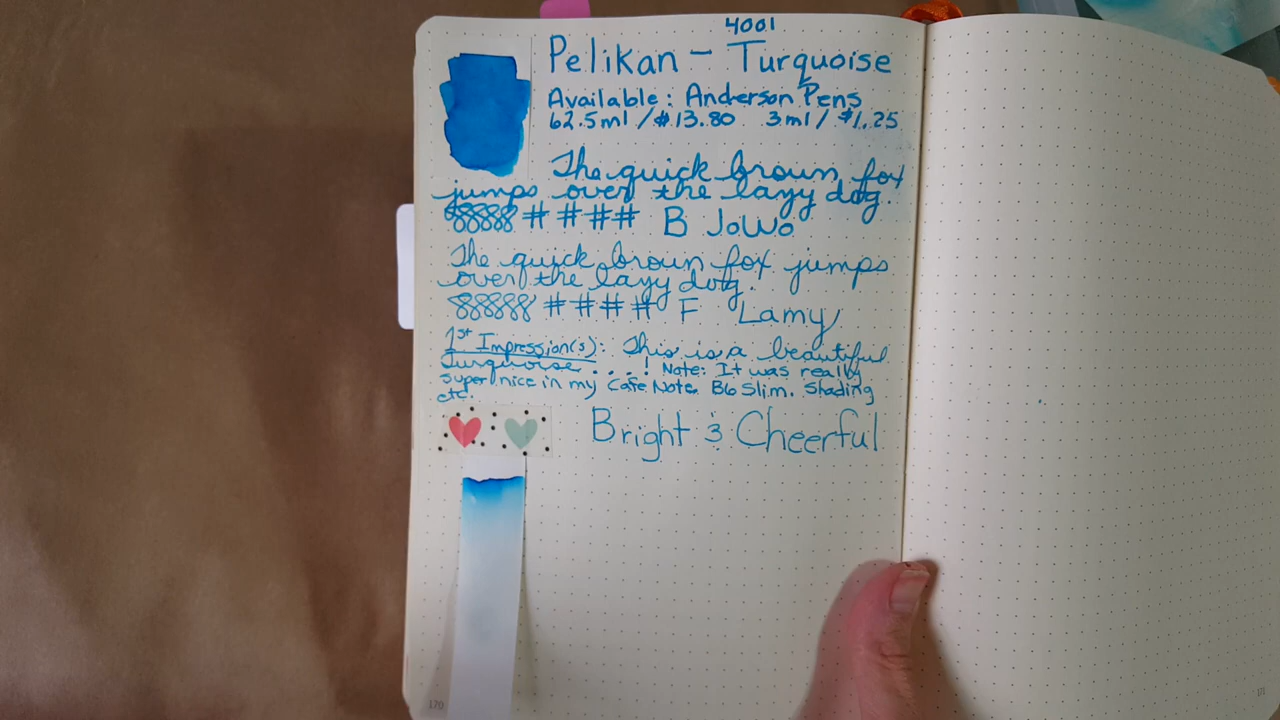 4001
Pelikan - Turquoise
Available: Anderson Pens
62.5ml / $13.80 3ml / $1.25
The quick brown fox
jumps over the lazy dog.
88888 # # # # B JoWo
The quick brown fox jumps
over the lazy dog.
88888 # # # # F Lamy
1st Impression(s): This is a beautiful
Turquoise . . . . ! Note: It was really
super nice in my Cafe Note B6 Slim. Shading
etc.
Bright & Cheerful
170
171